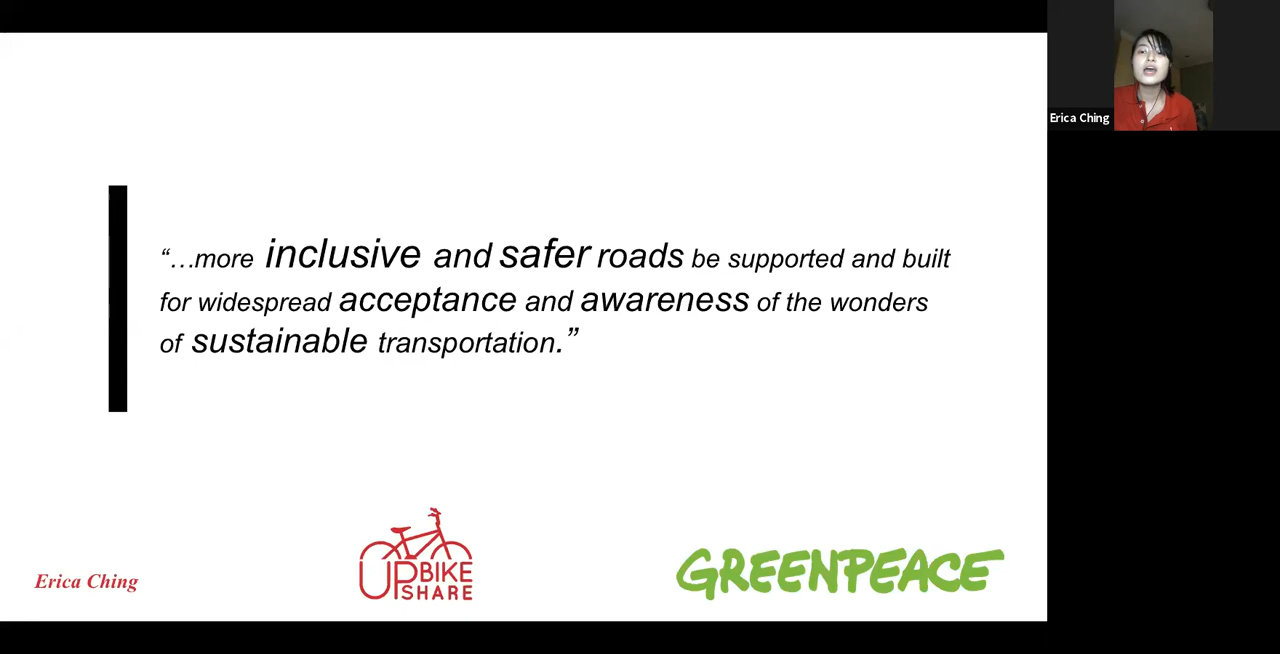 Erica Ching
“…more inclusive and safer roads be supported and built
for widespread acceptance and awareness of the wonders
of sustainable transportation.”
Erica Ching
UP BIKE
SHARE
GREENPEACE